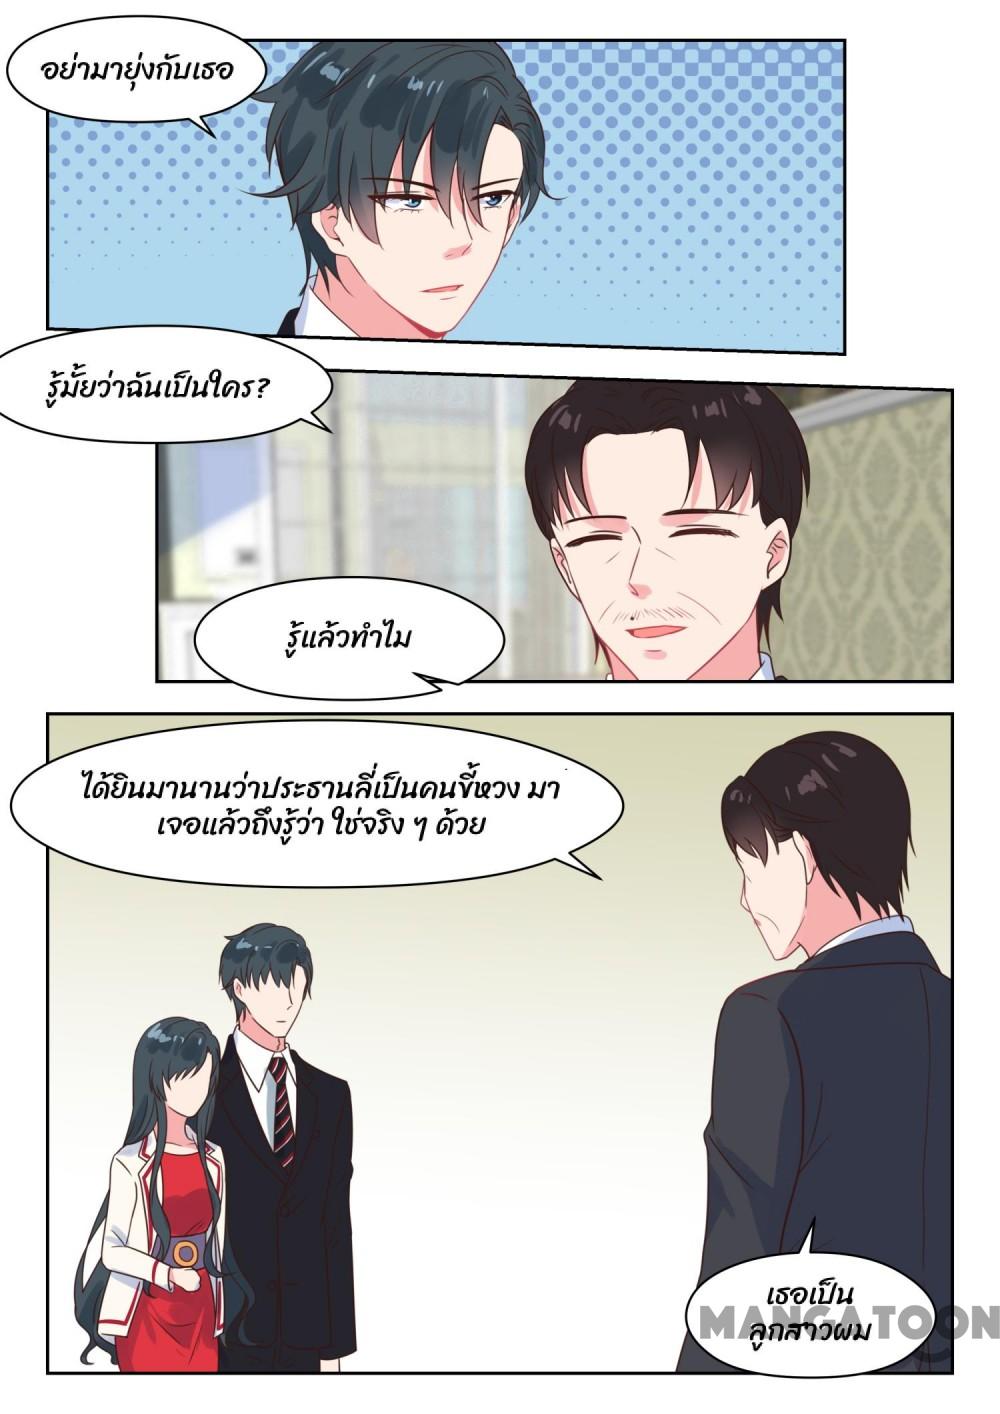 อย่ามายุ่งกับเธอ
รู้มั้ยว่าฉันเป็นใคร?
รู้แล้วทำไม
ได้ยินมานานว่าประธานลี่เป็นคนขี้หวง มา
เจอแล้วถึงรู้ว่า ใช่จริง ๆ ด้วย
เธอเป็น
ลูกสาวผม
MANGATOON